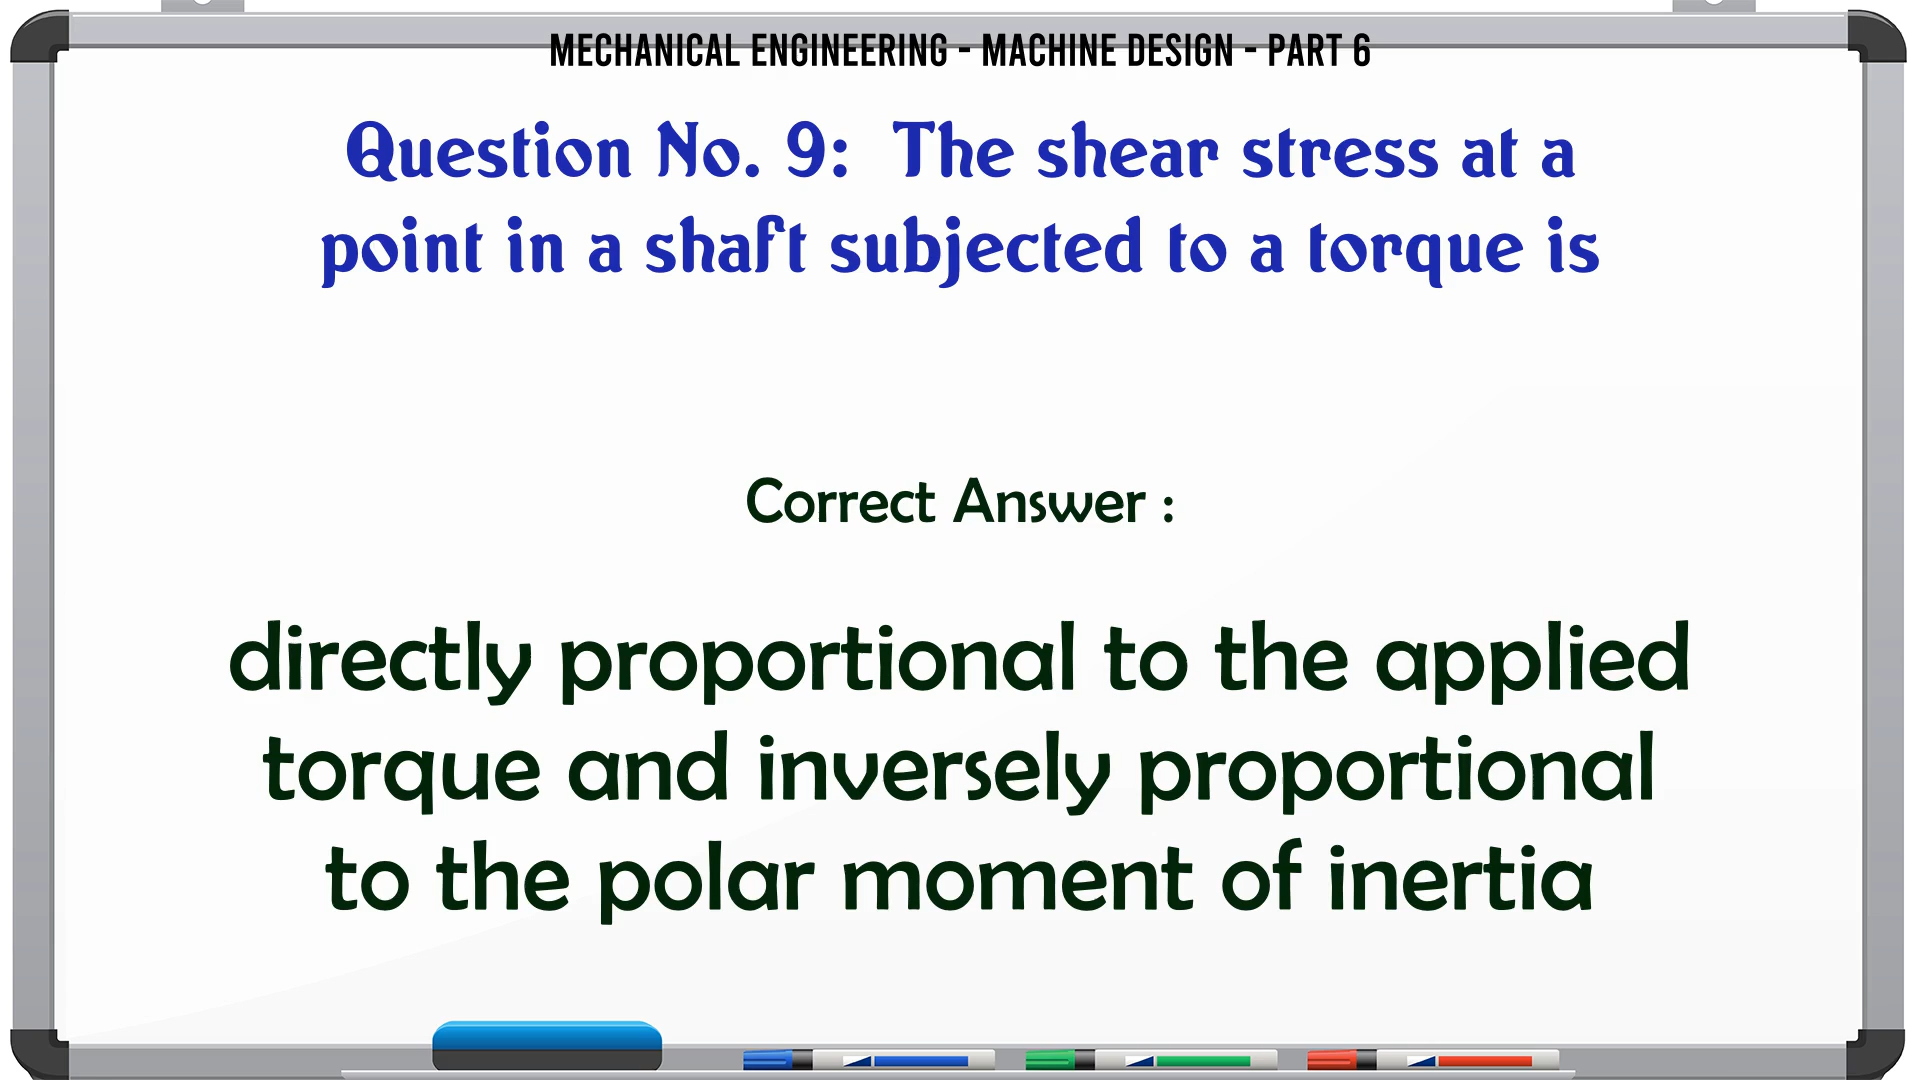 MECHANICAL ENGINEERING - MACHINE DESIGN - PART 6
Question No. 9: The shear stress at a
point in a shaft subjected to a torque is
Correct Answer :
directly proportional to the applied
torque and inversely proportional
to the polar moment of inertia